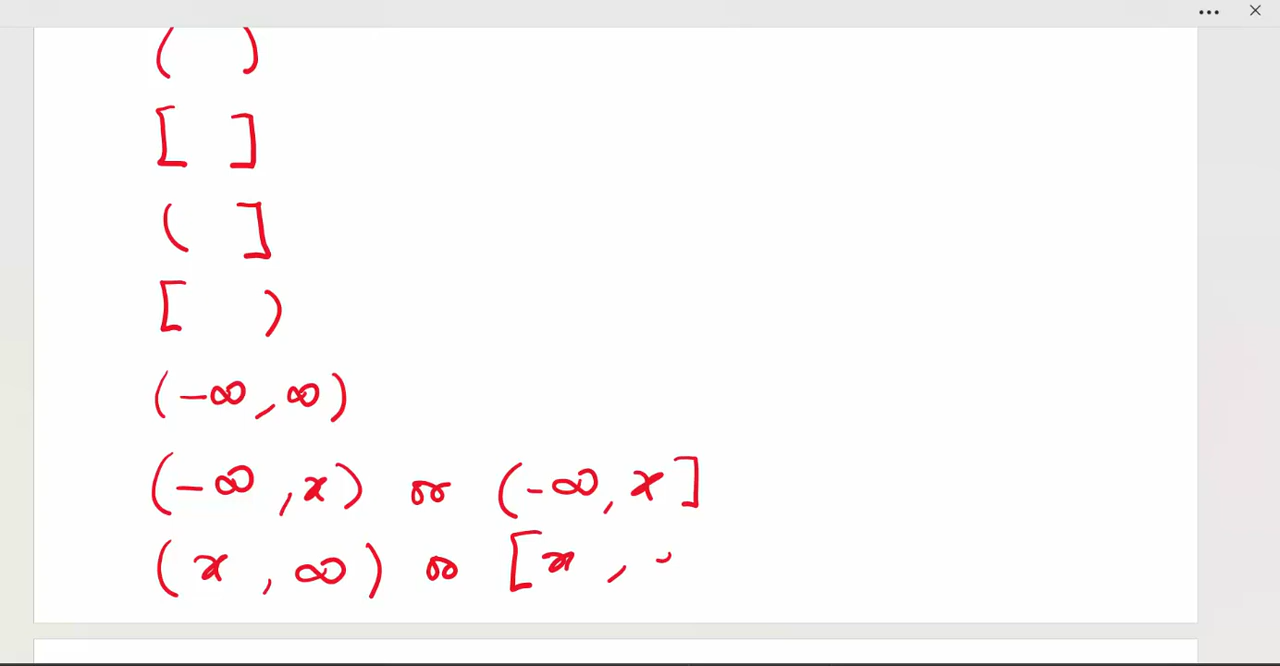 ( )
[ ]
( ]
[ )
(-∞, ∞)
(-∞, x) or (-∞, x]
(x, ∞) or [x,